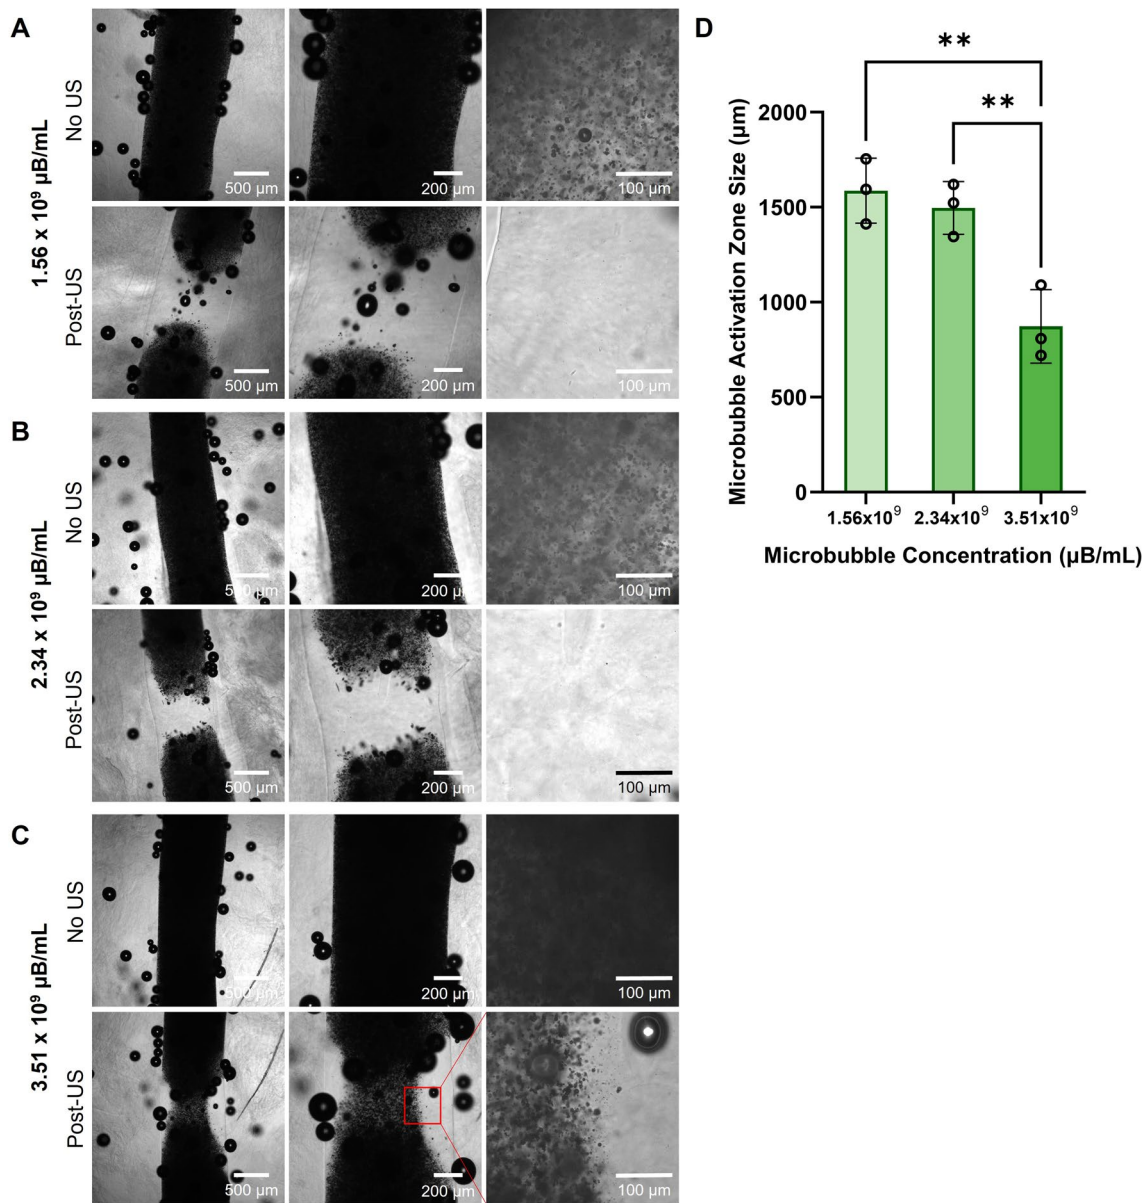 A
1.56 x 10⁹ µB/mL
No US
500 µm
200 µm
100 µm
Post-US
500 µm
200 µm
100 µm
B
2.34 x 10⁹ µB/mL
No US
500 µm
200 µm
100 µm
Post-US
500 µm
200 µm
100 µm
C
3.51 x 10⁹ µB/mL
No US
500 µm
200 µm
100 µm
Post-US
500 µm
200 µm
100 µm
D
**
**
Microbubble Activation Zone Size (µm)
2000
1500
1000
500
0
1.56x10⁹ 2.34x10⁹ 3.51x10⁹
Microbubble Concentration (µB/mL)